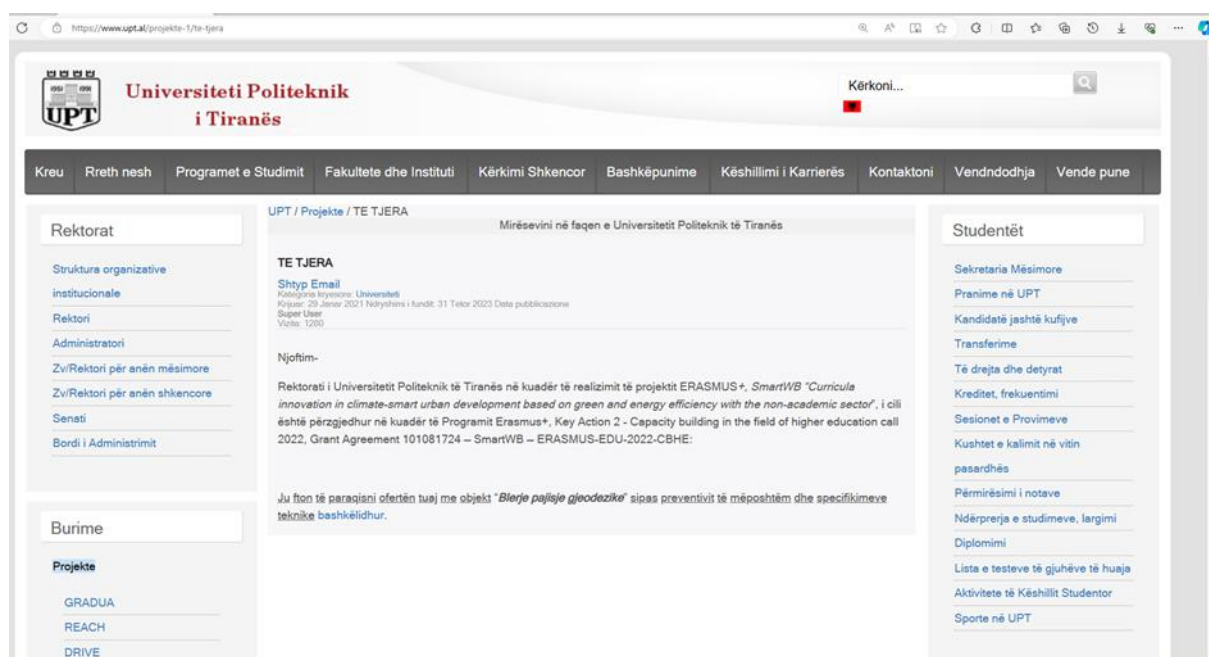 https://www.upt.al/projekte-1/te-tjera
1951 1991
UPT
Universiteti Politeknik
i Tiranës
Kërkoni...
Kreu Rreth nesh Programet e Studimit Fakultete dhe Instituti Kërkimi Shkencor Bashkëpunime Këshillimi i Karrierës Kontaktoni Vendndodhja Vende pune
Rektorat
Struktura organizative
institucionale
Rektori
Administratori
Zv/Rektori për anën mësimore
Zv/Rektori për anën shkencore
Senati
Bordi i Administrimit
Burime
Projekte
GRADUA
REACH
DRIVE
UPT / Projekte / TE TJERA
Mirësevini në faqen e Universitetit Politeknik të Tiranës
TE TJERA
Shtyp Email
Kategoria kryesore: Universiteti
Krijuar: 29 Janar 2021 Ndryshimi i fundit: 31 Tetor 2023 Data pubblicazione
Super User
Vizita: 1260
Njoftim-
Rektorati i Universitetit Politeknik të Tiranës në kuadër të realizimit të projektit ERASMUS+, SmartWB "Curricula
innovation in climate-smart urban development based on green and energy efficiency with the non-academic sector", i cili
është përzgjedhur në kuadër të Programit Erasmus+, Key Action 2 - Capacity building in the field of higher education call
2022, Grant Agreement 101081724 – SmartWB – ERASMUS-EDU-2022-CBHE:
Ju fton të paraqisni ofertën tuaj me objekt "Blerje pajisje gjeodezike" sipas preventivit të mëposhtëm dhe specifikimeve
teknike bashkëlidhur.
Studentët
Sekretaria Mësimore
Pranime në UPT
Kandidatë jashtë kufijve
Transferime
Të drejta dhe detyrat
Kreditet, frekuentimi
Sesionet e Provimeve
Kushtet e kalimit në vitin
pasardhës
Përmirësimi i notave
Ndërprerja e studimeve, largimi
Diplomimi
Lista e testeve të gjuhëve të huaja
Aktivitete të Këshillit Studentor
Sporte në UPT